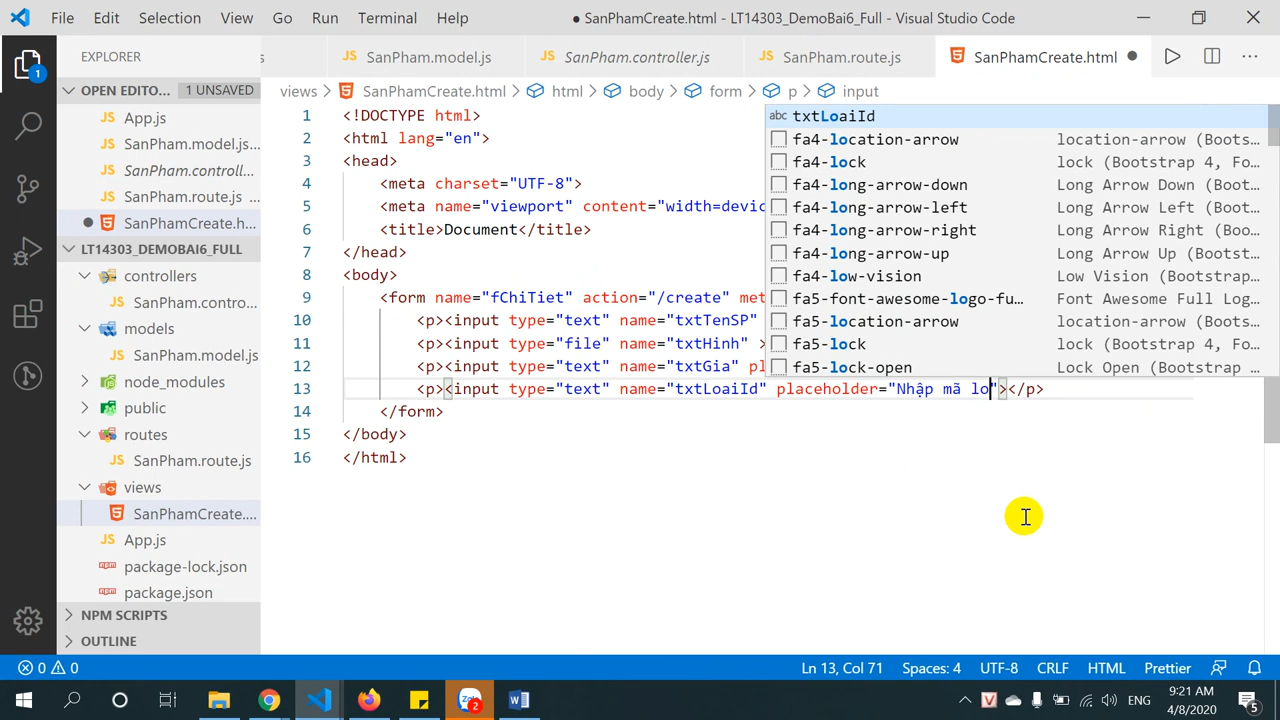 File Edit Selection View Go Run Terminal Help
● SanPhamCreate.html - LT14303_DemoBai6_Full - Visual Studio Code
EXPLORER
SanPham.model.js
SanPham.controller.js
SanPham.route.js
SanPhamCreate.html
OPEN EDITO... 1 UNSAVED
App.js
SanPham.model.js...
SanPham.controll...
SanPham.route.js
SanPhamCreate.h...
LT14303_DEMOBAI6_FULL
controllers
SanPham.contro...
models
SanPham.model.js
node_modules
public
routes
SanPham.route.js
views
SanPhamCreate....
App.js
package-lock.json
package.json
NPM SCRIPTS
OUTLINE
views > SanPhamCreate.html > html > body > form > p > input
1 <!DOCTYPE html>
2 <html lang="en">
3 <head>
4 <meta charset="UTF-8">
5 <meta name="viewport" content="width=devic
6 <title>Document</title>
7 </head>
8 <body>
9 <form name="fChiTiet" action="/create" met
10 <p><input type="text" name="txtTenSP"
11 <p><input type="file" name="txtHinh" >
12 <p><input type="text" name="txtGia" pl
13 <p><input type="text" name="txtLoaiId" placeholder="Nhập mã lo"></p>
14 </form>
15 </body>
16 </html>
abc txtLoaiId
fa4-location-arrow location-arrow (Boots...
fa4-lock lock (Bootstrap 4, Fo...
fa4-long-arrow-down Long Arrow Down (Boot...
fa4-long-arrow-left Long Arrow Left (Boot...
fa4-long-arrow-right Long Arrow Right (Boo...
fa4-long-arrow-up Long Arrow Up (Bootst...
fa4-low-vision Low Vision (Bootstrap...
fa5-font-awesome-logo-fu... Font Awesome Full Log...
fa5-location-arrow location-arrow (Boots...
fa5-lock lock (Bootstrap 4, Fo...
fa5-lock-open Lock Open (Bootstrap ...
0 0
Ln 13, Col 71 Spaces: 4 UTF-8 CRLF HTML Prettier
ENG
9:21 AM
4/8/2020
5